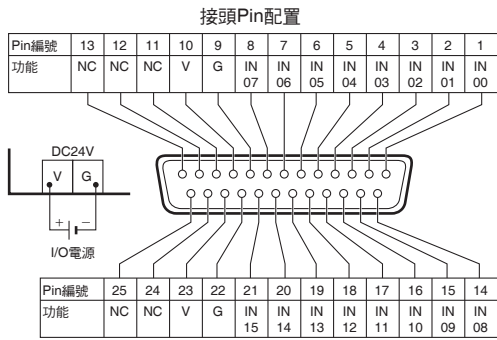 接頭Pin配置
Pin編號 13 12 11 10 9 8 7 6 5 4 3 2 1
功能 NC NC NC V G IN 07 IN 06 IN 05 IN 04 IN 03 IN 02 IN 01 IN 00
DC24V
V G
+ −
I/O電源
Pin編號 25 24 23 22 21 20 19 18 17 16 15 14
功能 NC NC V G IN 15 IN 14 IN 13 IN 12 IN 11 IN 10 IN 09 IN 08